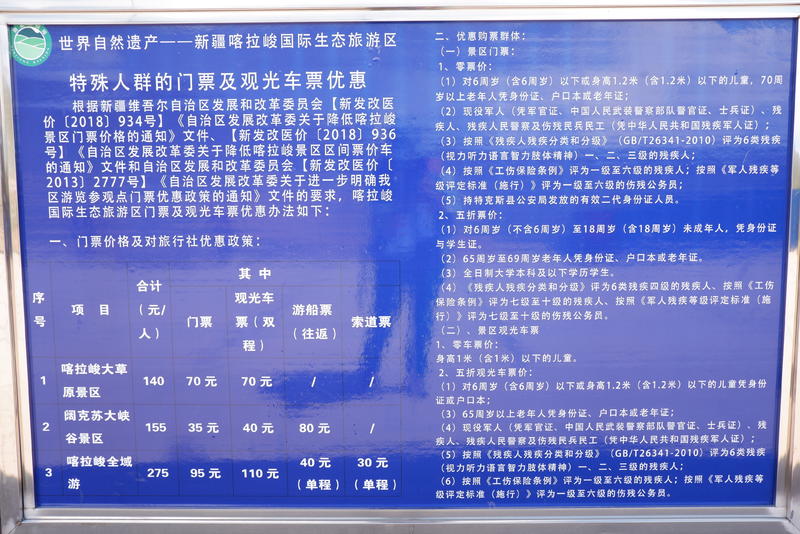 世界自然遗产——新疆喀拉峻国际生态旅游区
特殊人群的门票及观光车票优惠
根据新疆维吾尔自治区发展和改革委员会【新发改医
价〔2018〕934号】《自治区发展改革委关于降低喀拉峻
景区门票价格的通知》文件、【新发改医价〔2018〕936
号】《自治区发展改革委关于降低喀拉峻景区区间票价车
的通知》文件和自治区发展和改革委员会【新发改医价〔
2013〕2777号】《自治区发展改革委关于进一步明确我
区游览参观点门票优惠政策的通知》文件的要求，喀拉峻
国际生态旅游区门票及观光车票优惠办法如下：
一、门票价格及对旅行社优惠政策：
序号 项 目 合计（元/人） 其 中
门票 观光车票（双程） 游船票（往返） 索道票
1 喀拉峻大草原景区 140 70 元 70 元 / /
2 阔克苏大峡谷景区 155 35 元 40 元 80 元 /
3 喀拉峻全域游 275 95 元 110 元 40 元（单程） 30 元（单程）
二、优惠购票群体：
（一）景区门票：
1、零票价：
（1）对6周岁（含6周岁）以下或身高1.2米（含1.2米）以下的儿童，70周
岁以上老年人凭身份证、户口本或老年证；
（2）现役军人（凭军官证、中国人民武装警察部队警官证、士兵证）、残
疾人、残疾人民警察及伤残民兵民工（凭中华人民共和国残疾军人证）；
（3）按照《残疾人残疾分类和分级》（GB/T26341-2010）评为6类残疾
（视力听力语言智力肢体精神）一、二、三级的残疾人；
（4）按照《工伤保险条例》评为一级至六级的残疾人；按照《军人残疾等
级评定标准（施行）》评为一级至六级的伤残公务员；
（5）持特克斯县公安局发放的有效二代身份证人员。
2、五折票价：
（1）对6周岁（不含6周岁）至18周岁（含18周岁）未成年人，凭身份证
与学生证。
（2）65周岁至69周岁老年人凭身份证、户口本或老年证。
（3）全日制大学本科及以下学历学生。
（4）《残疾人残疾分类和分级》评为6类残疾四级的残疾人、按照《工伤
保险条例》评为七级至十级的残疾人、按照《军人残疾等级评定标准（施
行）》评为七级至十级的伤残公务员。
（二）、景区观光车票
1、零车票价：
身高1米（含1米）以下的儿童。
2、五折观光车票价：
（1）对6周岁（含6周岁）以下或身高1.2米（含1.2米）以下的儿童凭身份
证或户口本；
（3）65周岁以上老年人凭身份证、户口本或老年证；
（4）现役军人（凭军官证、中国人民武装警察部队警官证、士兵证）、残
疾人、残疾人民警察及伤残民兵民工（凭中华人民共和国残疾军人证）；
（5）按照《残疾人残疾分类和分级》（GB/T26341-2010）评为6类残疾
（视力听力语言智力肢体精神）一、二、三级的残疾人；
（6）按照《工伤保险条例》评为一级至六级的残疾人；按照《军人残疾等
级评定标准（施行）》评为一级至六级的伤残公务员。